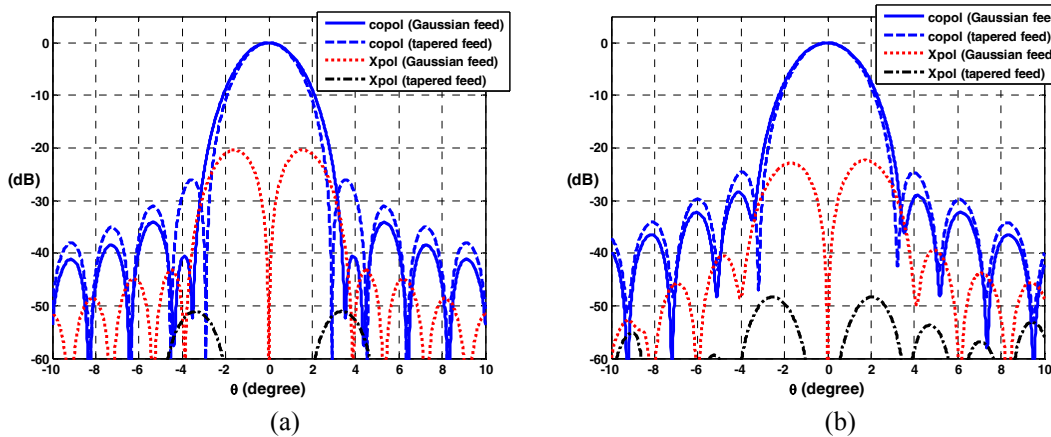 copol (Gaussian feed)
copol (tapered feed)
Xpol (Gaussian feed)
Xpol (tapered feed)
0
-10
-20
(dB)
-30
-40
-50
-60
-10 -8 -6 -4 -2 0 2 4 6 8 10
θ (degree)
(a)
copol (Gaussian feed)
copol (tapered feed)
Xpol (Gaussian feed)
Xpol (tapered feed)
0
-10
-20
(dB)
-30
-40
-50
-60
-10 -8 -6 -4 -2 0 2 4 6 8 10
θ (degree)
(b)